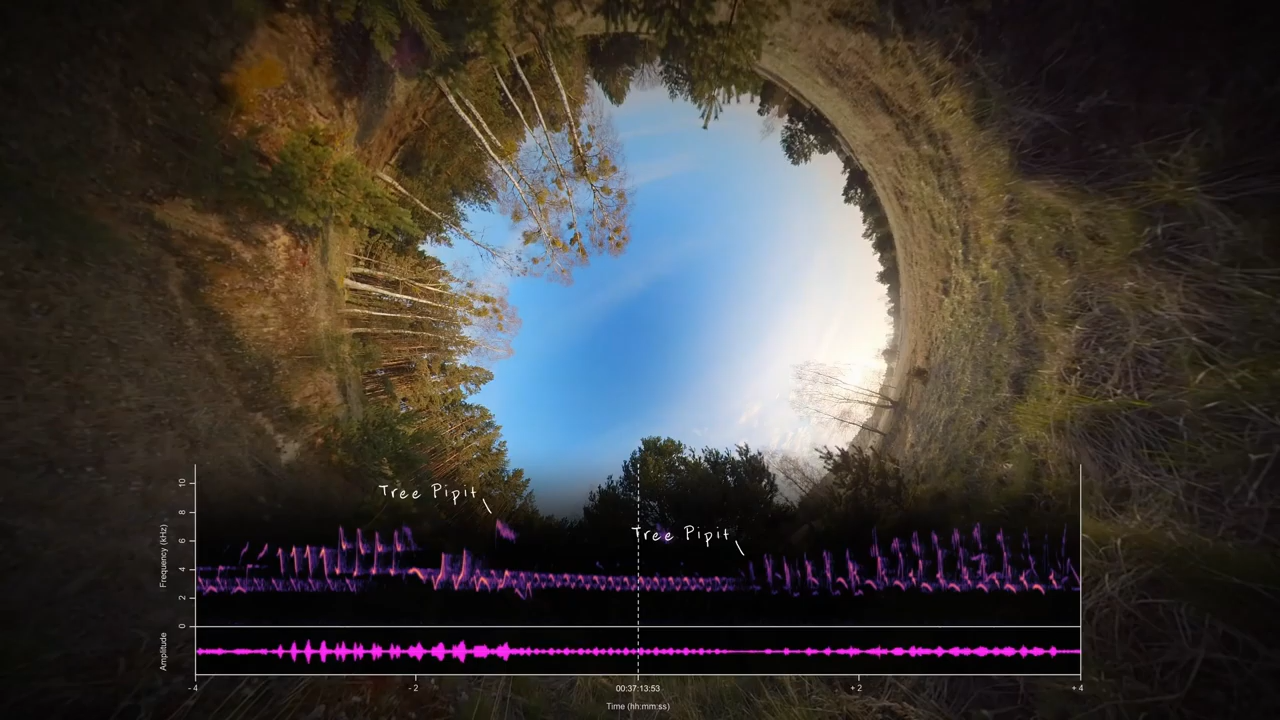 Tree Pipit
Tree Pipit
Frequency (kHz)
10
8
6
4
2
0
Amplitude
- 4
- 2
00:37:13:53
+ 2
+ 4
Time (hh:mm:ss)